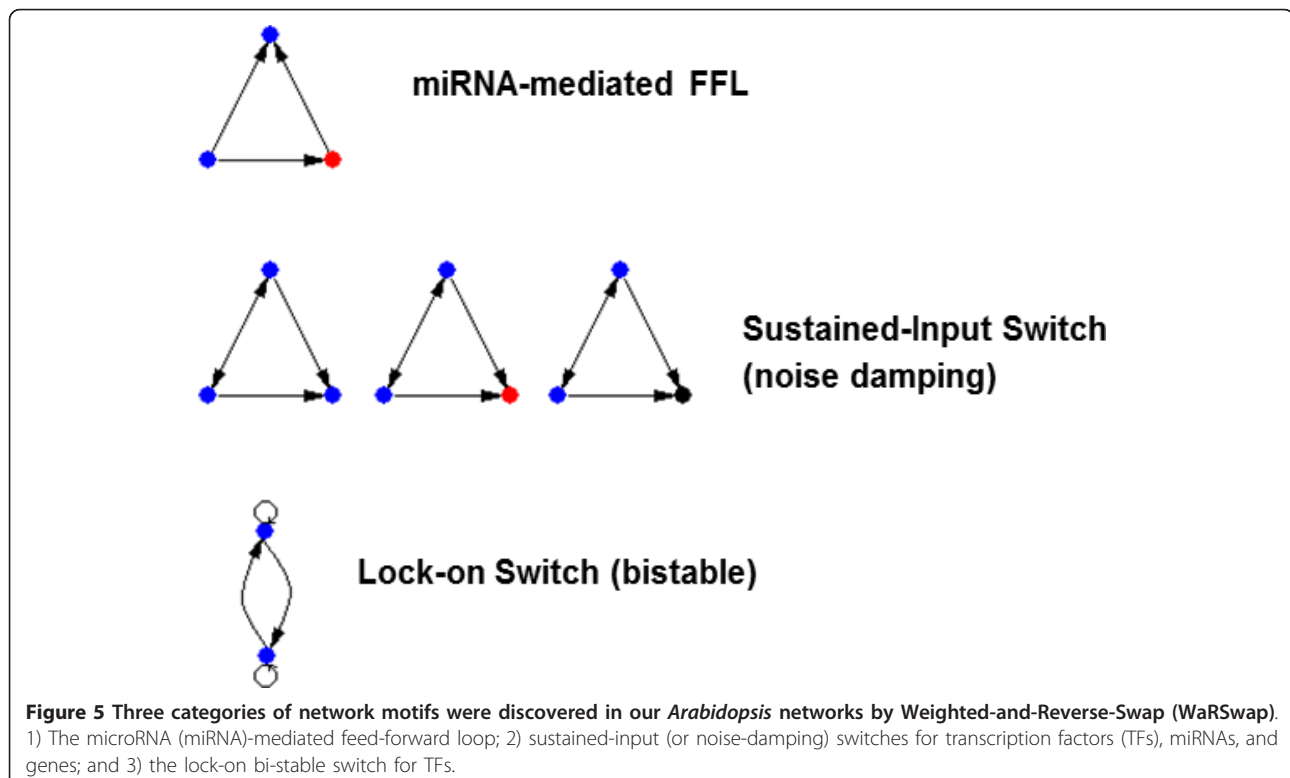 miRNA-mediated FFL
Sustained-Input Switch
(noise damping)
Lock-on Switch (bistable)
Figure 5 Three categories of network motifs were discovered in our Arabidopsis networks by Weighted-and-Reverse-Swap (WaRSwap).
1) The microRNA (miRNA)-mediated feed-forward loop; 2) sustained-input (or noise-damping) switches for transcription factors (TFs), miRNAs, and
genes; and 3) the lock-on bi-stable switch for TFs.